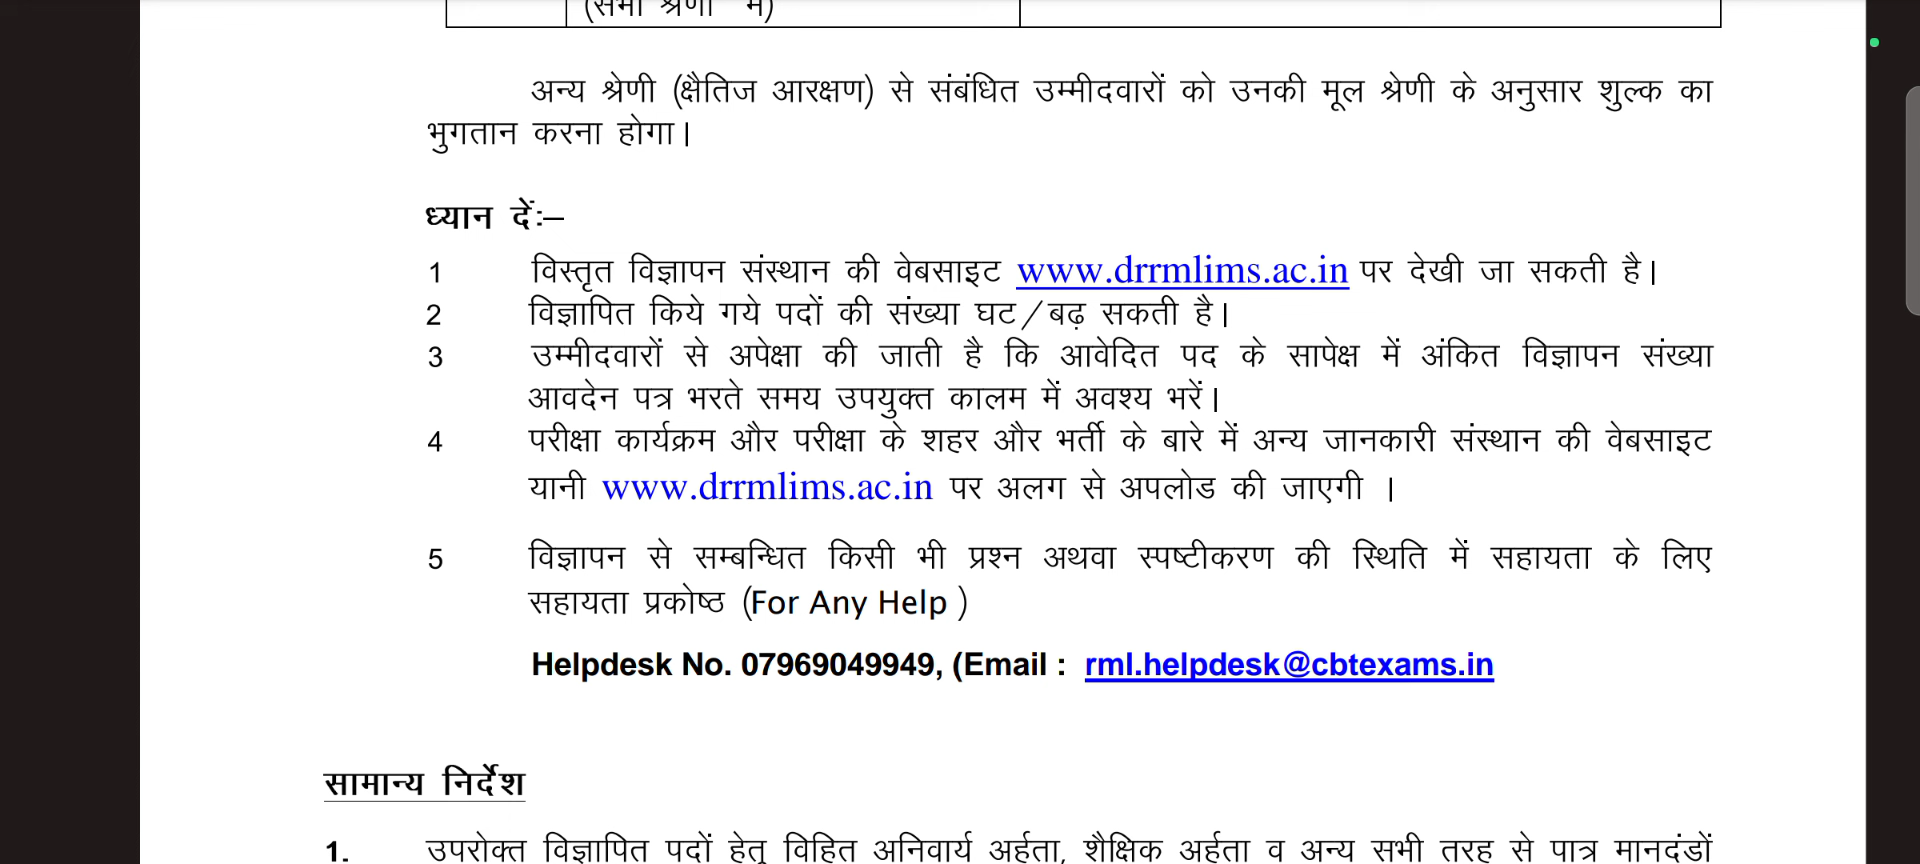 (सभी श्रेणी में)
अन्य श्रेणी (क्षैतिज आरक्षण) से संबंधित उम्मीदवारों को उनकी मूल श्रेणी के अनुसार शुल्क का
भुगतान करना होगा।
ध्यान दें:–
1 विस्तृत विज्ञापन संस्थान की वेबसाइट www.drrmlims.ac.in पर देखी जा सकती है।
2 विज्ञापित किये गये पदों की संख्या घट/बढ़ सकती है।
3 उम्मीदवारों से अपेक्षा की जाती है कि आवेदित पद के सापेक्ष में अंकित विज्ञापन संख्या
आवदेन पत्र भरते समय उपयुक्त कालम में अवश्य भरें।
4 परीक्षा कार्यक्रम और परीक्षा के शहर और भर्ती के बारे में अन्य जानकारी संस्थान की वेबसाइट
यानी www.drrmlims.ac.in पर अलग से अपलोड की जाएगी ।
5 विज्ञापन से सम्बन्धित किसी भी प्रश्न अथवा स्पष्टीकरण की स्थिति में सहायता के लिए
सहायता प्रकोष्ठ (For Any Help )
Helpdesk No. 07969049949, (Email : rml.helpdesk@cbtexams.in
सामान्य निर्देश
1. उपरोक्त विज्ञापित पदों हेतु विहित अनिवार्य अर्हता, शैक्षिक अर्हता व अन्य सभी तरह से पात्र मानदंडों